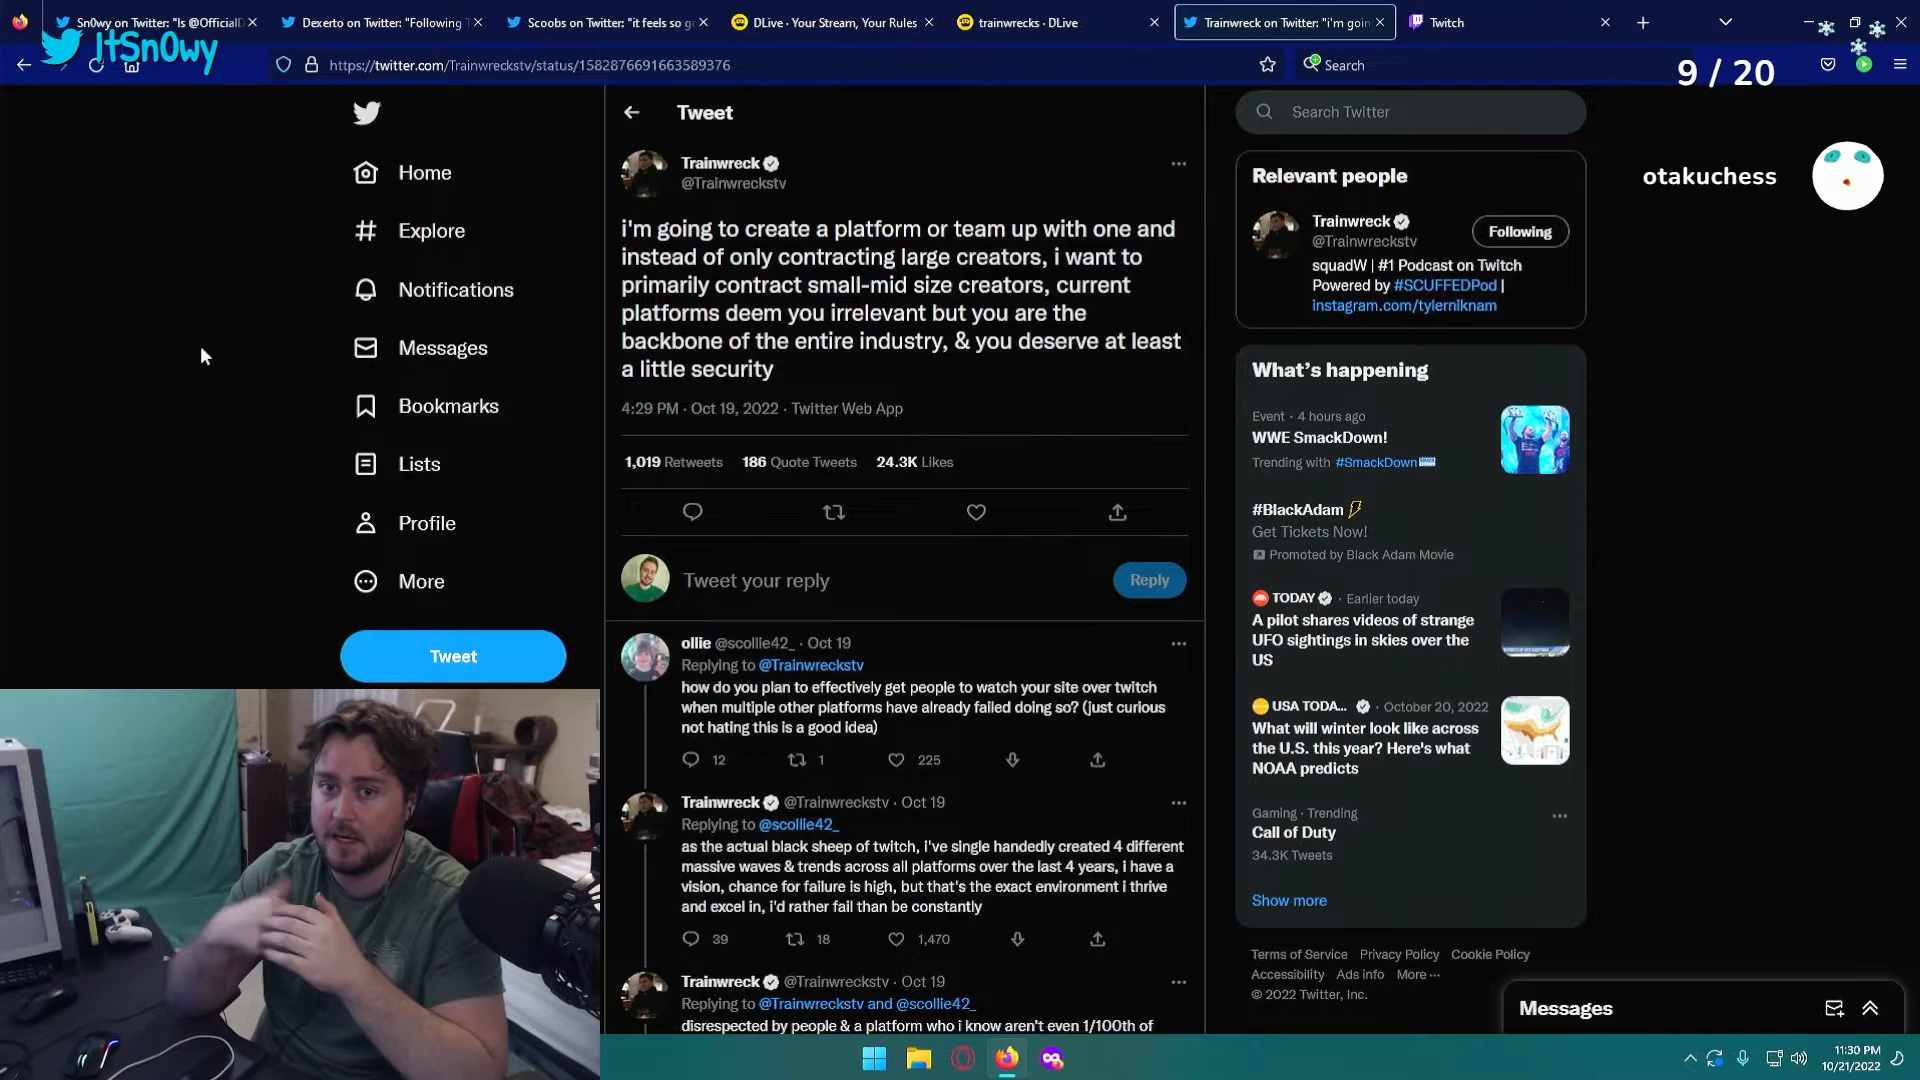 Sn0wy on Twitter: "Is @OfficialD
Dexerto on Twitter: "Following T
Scoobs on Twitter: "it feels so g
DLive · Your Stream, Your Rules
trainwrecks · DLive
Trainwreck on Twitter: "i'm goin
Twitch
ItSn0wy
https://twitter.com/Trainwreckstv/status/1582876691663589376
Search
9 / 20
otakuchess
Home
Explore
Notifications
Messages
Bookmarks
Lists
Profile
More
Tweet
Tweet
Trainwreck
@Trainwreckstv
i'm going to create a platform or team up with one and
instead of only contracting large creators, i want to
primarily contract small-mid size creators, current
platforms deem you irrelevant but you are the
backbone of the entire industry, & you deserve at least
a little security
4:29 PM · Oct 19, 2022 · Twitter Web App
1,019 Retweets 186 Quote Tweets 24.3K Likes
Tweet your reply
Reply
ollie @scollie42_ · Oct 19
Replying to @Trainwreckstv
how do you plan to effectively get people to watch your site over twitch
when multiple other platforms have already failed doing so? (just curious
not hating this is a good idea)
12 1 225
Trainwreck @Trainwreckstv · Oct 19
Replying to @scollie42_
as the actual black sheep of twitch, i've single handedly created 4 different
massive waves & trends across all platforms over the last 4 years, i have a
vision, chance for failure is high, but that's the exact environment i thrive
and excel in, i'd rather fail than be constantly
39 18 1,470
Trainwreck @Trainwreckstv · Oct 19
Replying to @Trainwreckstv and @scollie42_
disrespected by people & a platform who i know aren't even 1/100th of
Search Twitter
Relevant people
Trainwreck
@Trainwreckstv
Following
squadW | #1 Podcast on Twitch
Powered by #SCUFFEDPod |
instagram.com/tylerniknam
What's happening
Event · 4 hours ago
WWE SmackDown!
Trending with #SmackDown
#BlackAdam
Get Tickets Now!
Promoted by Black Adam Movie
TODAY · Earlier today
A pilot shares videos of strange
UFO sightings in skies over the
US
USA TODA... · October 20, 2022
What will winter look like across
the U.S. this year? Here's what
NOAA predicts
Gaming · Trending
Call of Duty
34.3K Tweets
Show more
Terms of Service Privacy Policy Cookie Policy
Accessibility Ads info More ...
© 2022 Twitter, Inc.
Messages
11:30 PM
10/21/2022